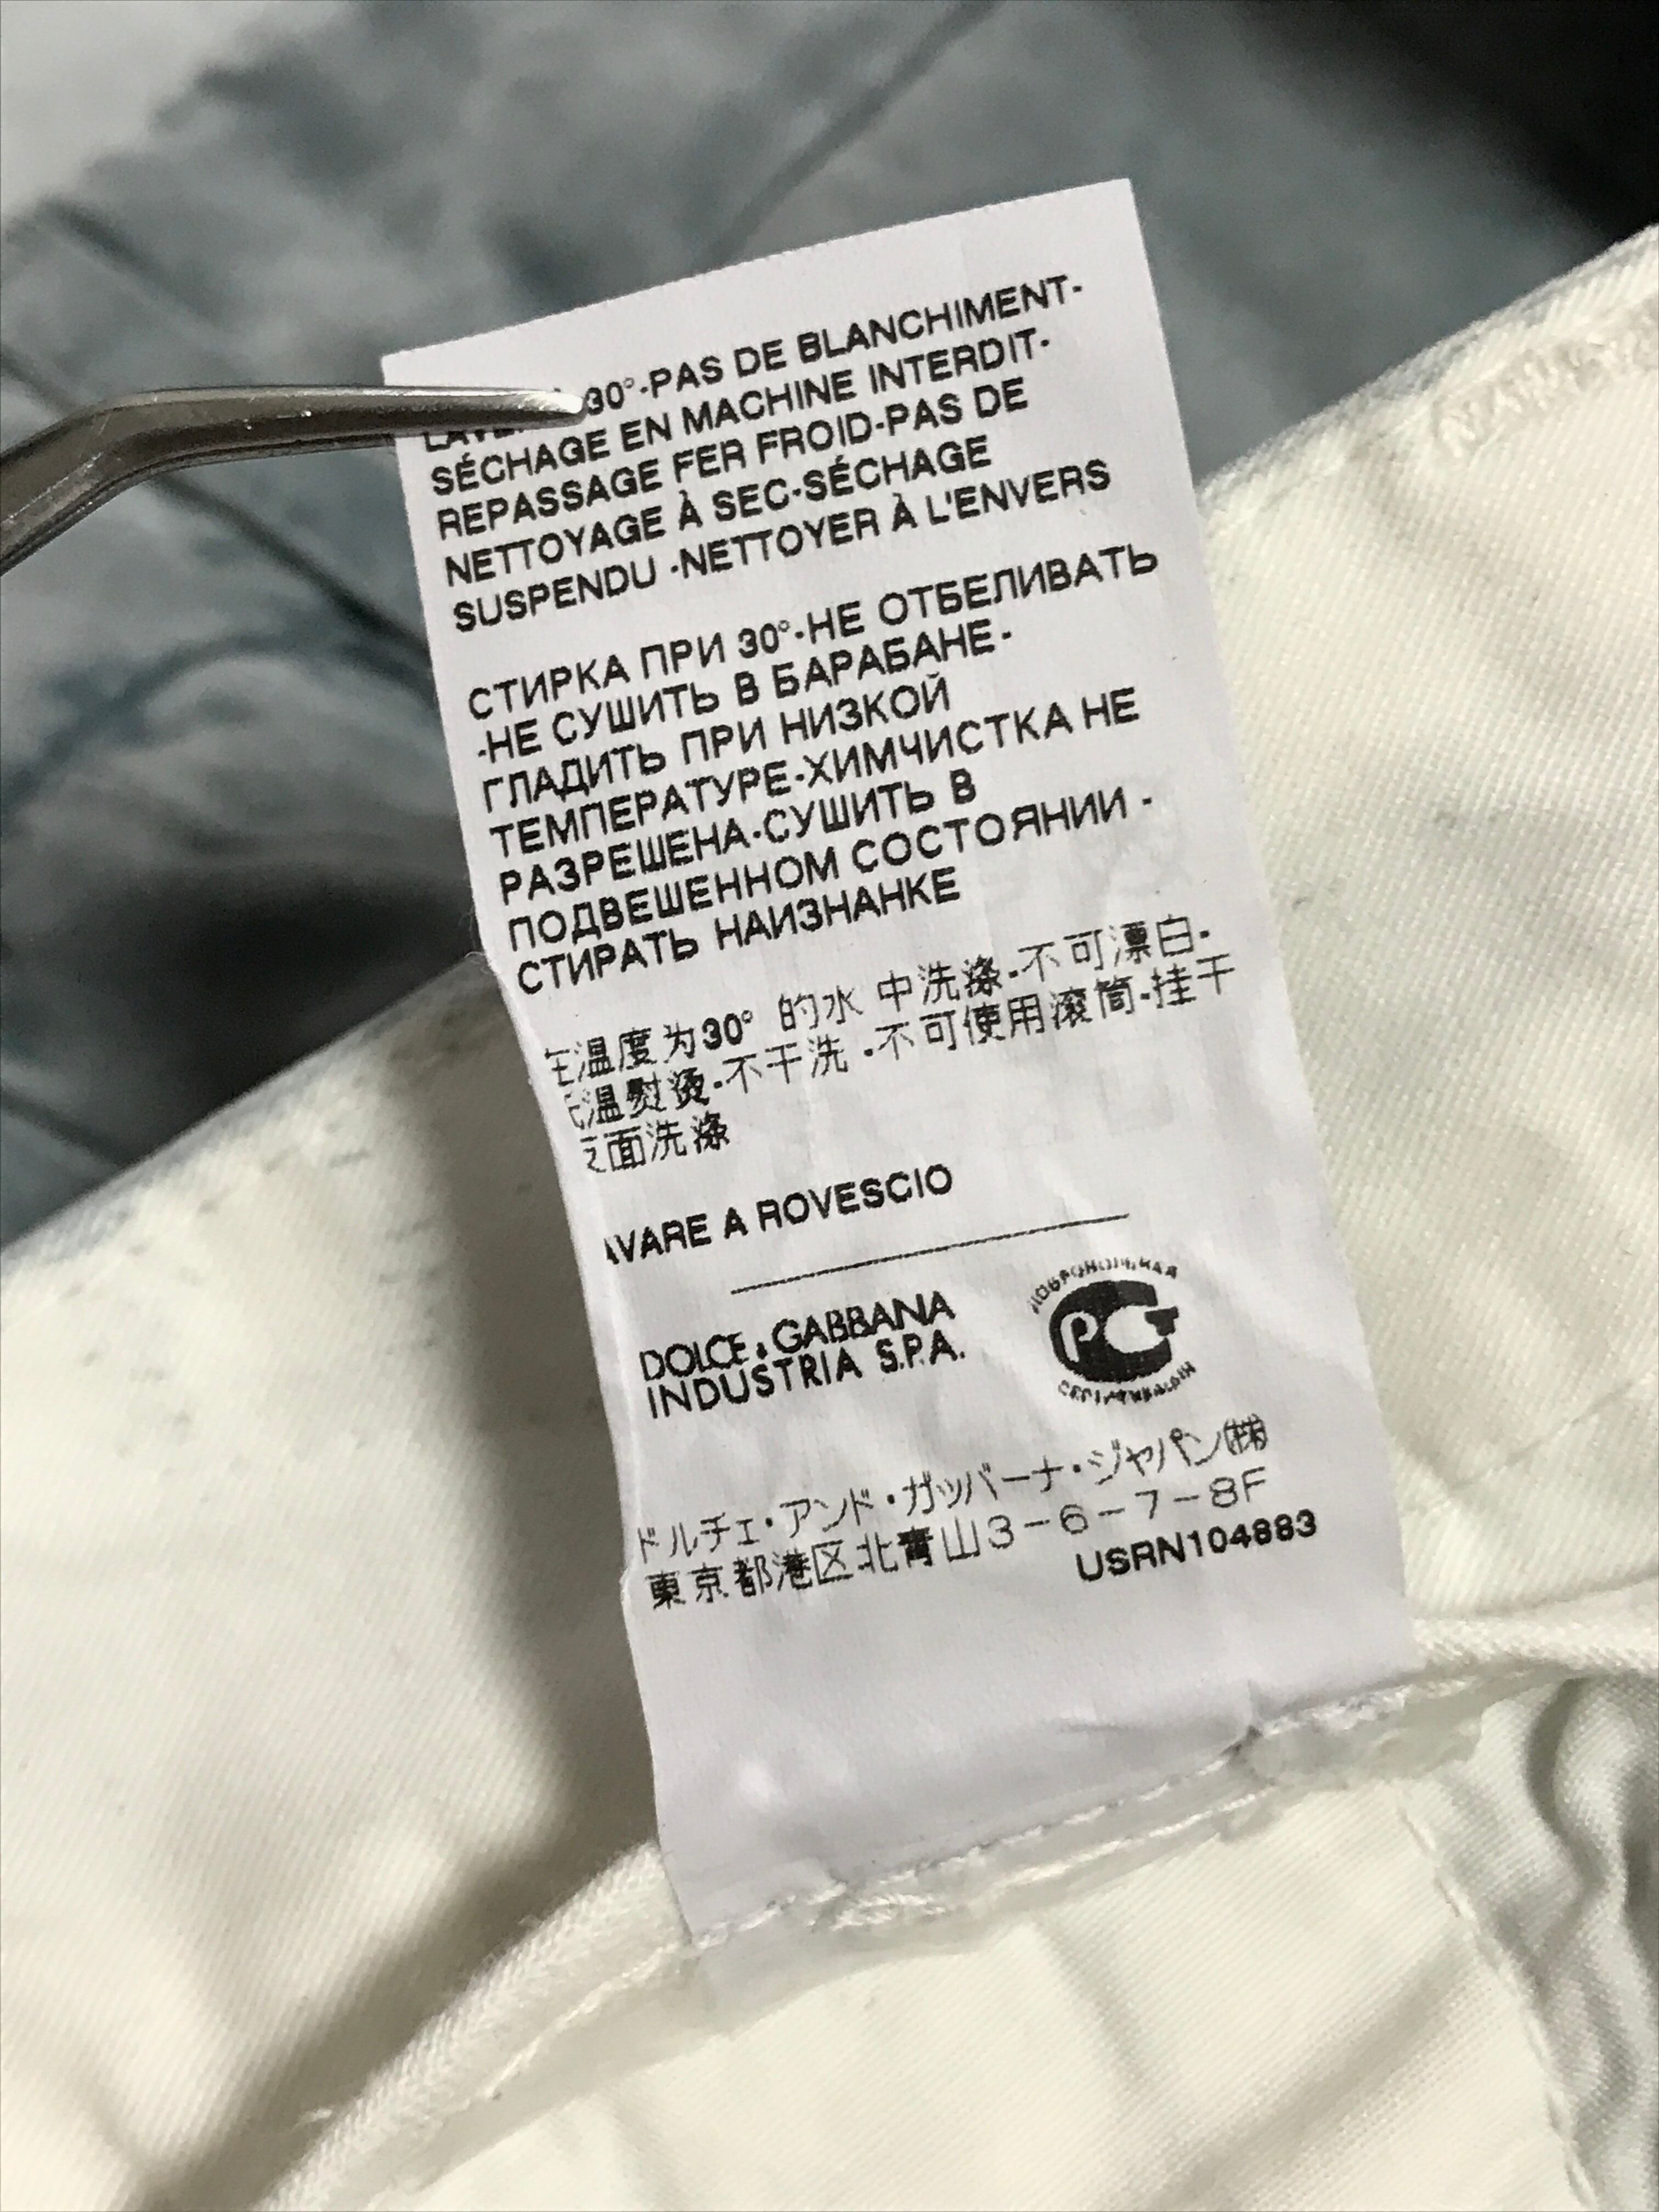 30°-PAS DE BLANCHIMENT-
SÉCHAGE EN MACHINE INTERDIT-
REPASSAGE FER FROID-PAS DE
NETTOYAGE À SEC-SÉCHAGE
SUSPENDU -NETTOYER À L'ENVERS
СТИРКА ПРИ 30°-НЕ ОТБЕЛИВАТЬ
-НЕ СУШИТЬ В БАРАБАНЕ-
ГЛАДИТЬ ПРИ НИЗКОЙ
ТЕМПЕРАТУРЕ-ХИМЧИСТКА НЕ
РАЗРЕШЕНА-СУШИТЬ В
ПОДВЕШЕННОМ СОСТОЯНИИ -
СТИРАТЬ НАИЗНАНКЕ
在温度为30° 的水 中洗涤-不可漂白-
温熨烫-不干洗 -不可使用滚筒-挂干
面洗涤
VARE A ROVESCIO
DOLCE & GABBANA
INDUSTRIA S.P.A.
ДОБРОВОЛЬНАЯ
РС
СЕРТИФИКАЦИЯ
ドルチェ・アンド・ガッバーナ・ジャパン㈱
東京都港区北青山3-6-7-8F
USRN104883